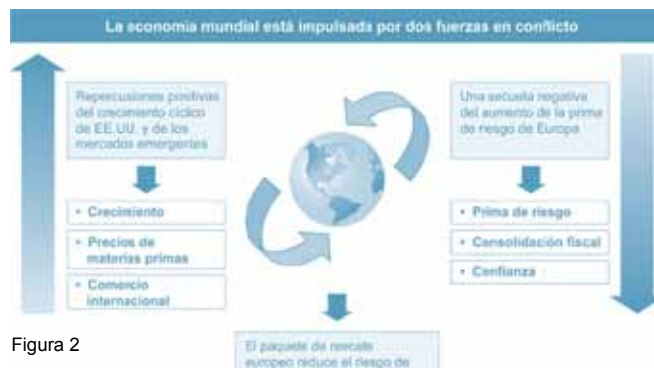 La economía mundial está impulsada por dos fuerzas en conflicto
Repercusiones positivas
del crecimiento cíclico
de EE.UU. y de los
mercados emergentes
• Crecimiento
• Precios de
materias primas
• Comercio
internacional
Una secuela negativa
del aumento de la prima
de riesgo de Europa
• Prima de riesgo
• Consolidación fiscal
• Confianza
El paquete de rescate
europeo reduce el riesgo de
Figura 2